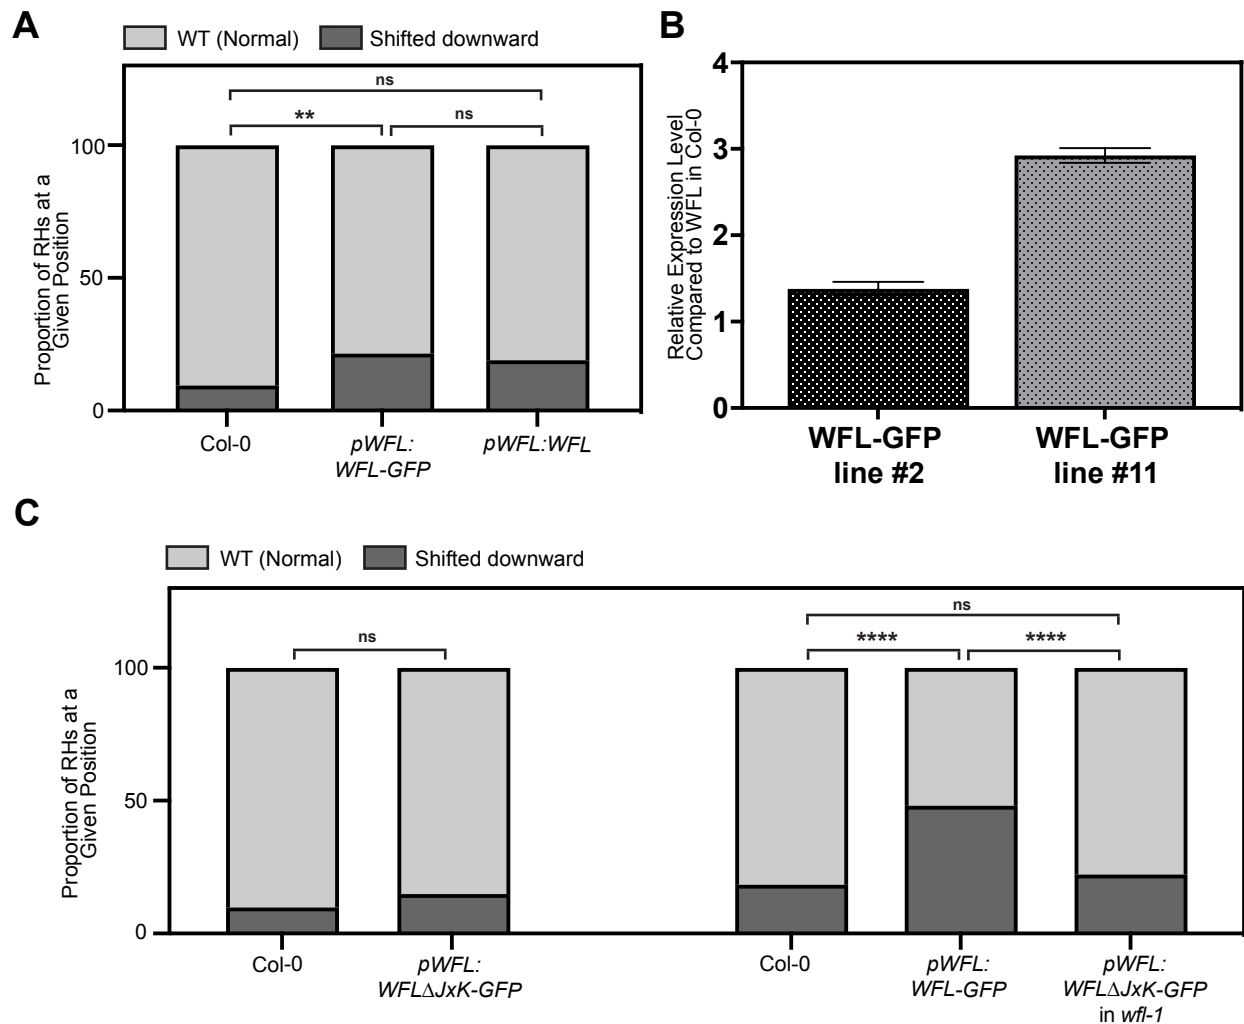 A
WT (Normal) Shifted downward
ns
** ns
100
50
0
Proportion of RHs at a
Given Position
Col-0
pWFL:
WFL-GFP
pWFL:WFL
B
4
3
2
1
0
Relative Expression Level
Compared to WFL in Col-0
WFL-GFP
line #2
WFL-GFP
line #11
C
WT (Normal) Shifted downward
ns
ns
**** ****
100
50
0
Proportion of RHs at a
Given Position
Col-0
pWFL:
WFLΔJxK-GFP
Col-0
pWFL:
WFL-GFP
pWFL:
WFLΔJxK-GFP
in wfl-1